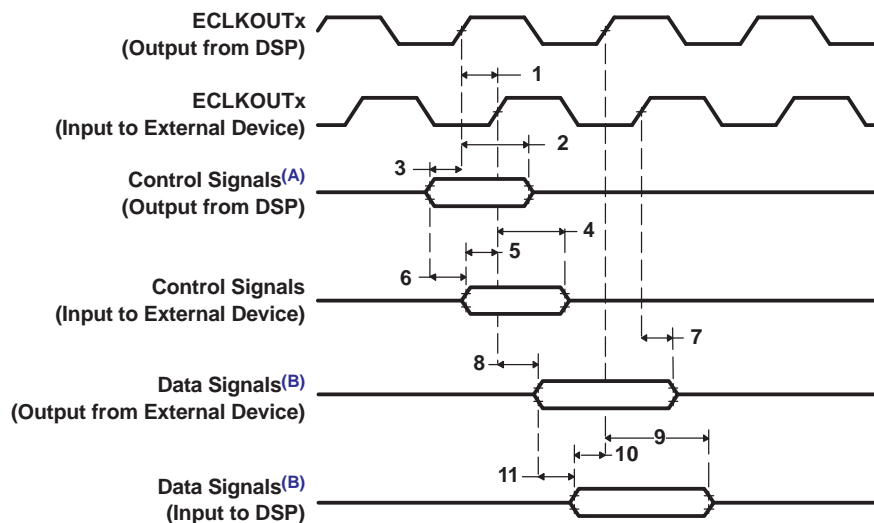 ECLKOUTx
(Output from DSP)
1
ECLKOUTx
(Input to External Device)
2
3
Control Signals(A)
(Output from DSP)
4
5
6
Control Signals
(Input to External Device)
7
8
Data Signals(B)
(Output from External Device)
9
10
11
Data Signals(B)
(Input to DSP)